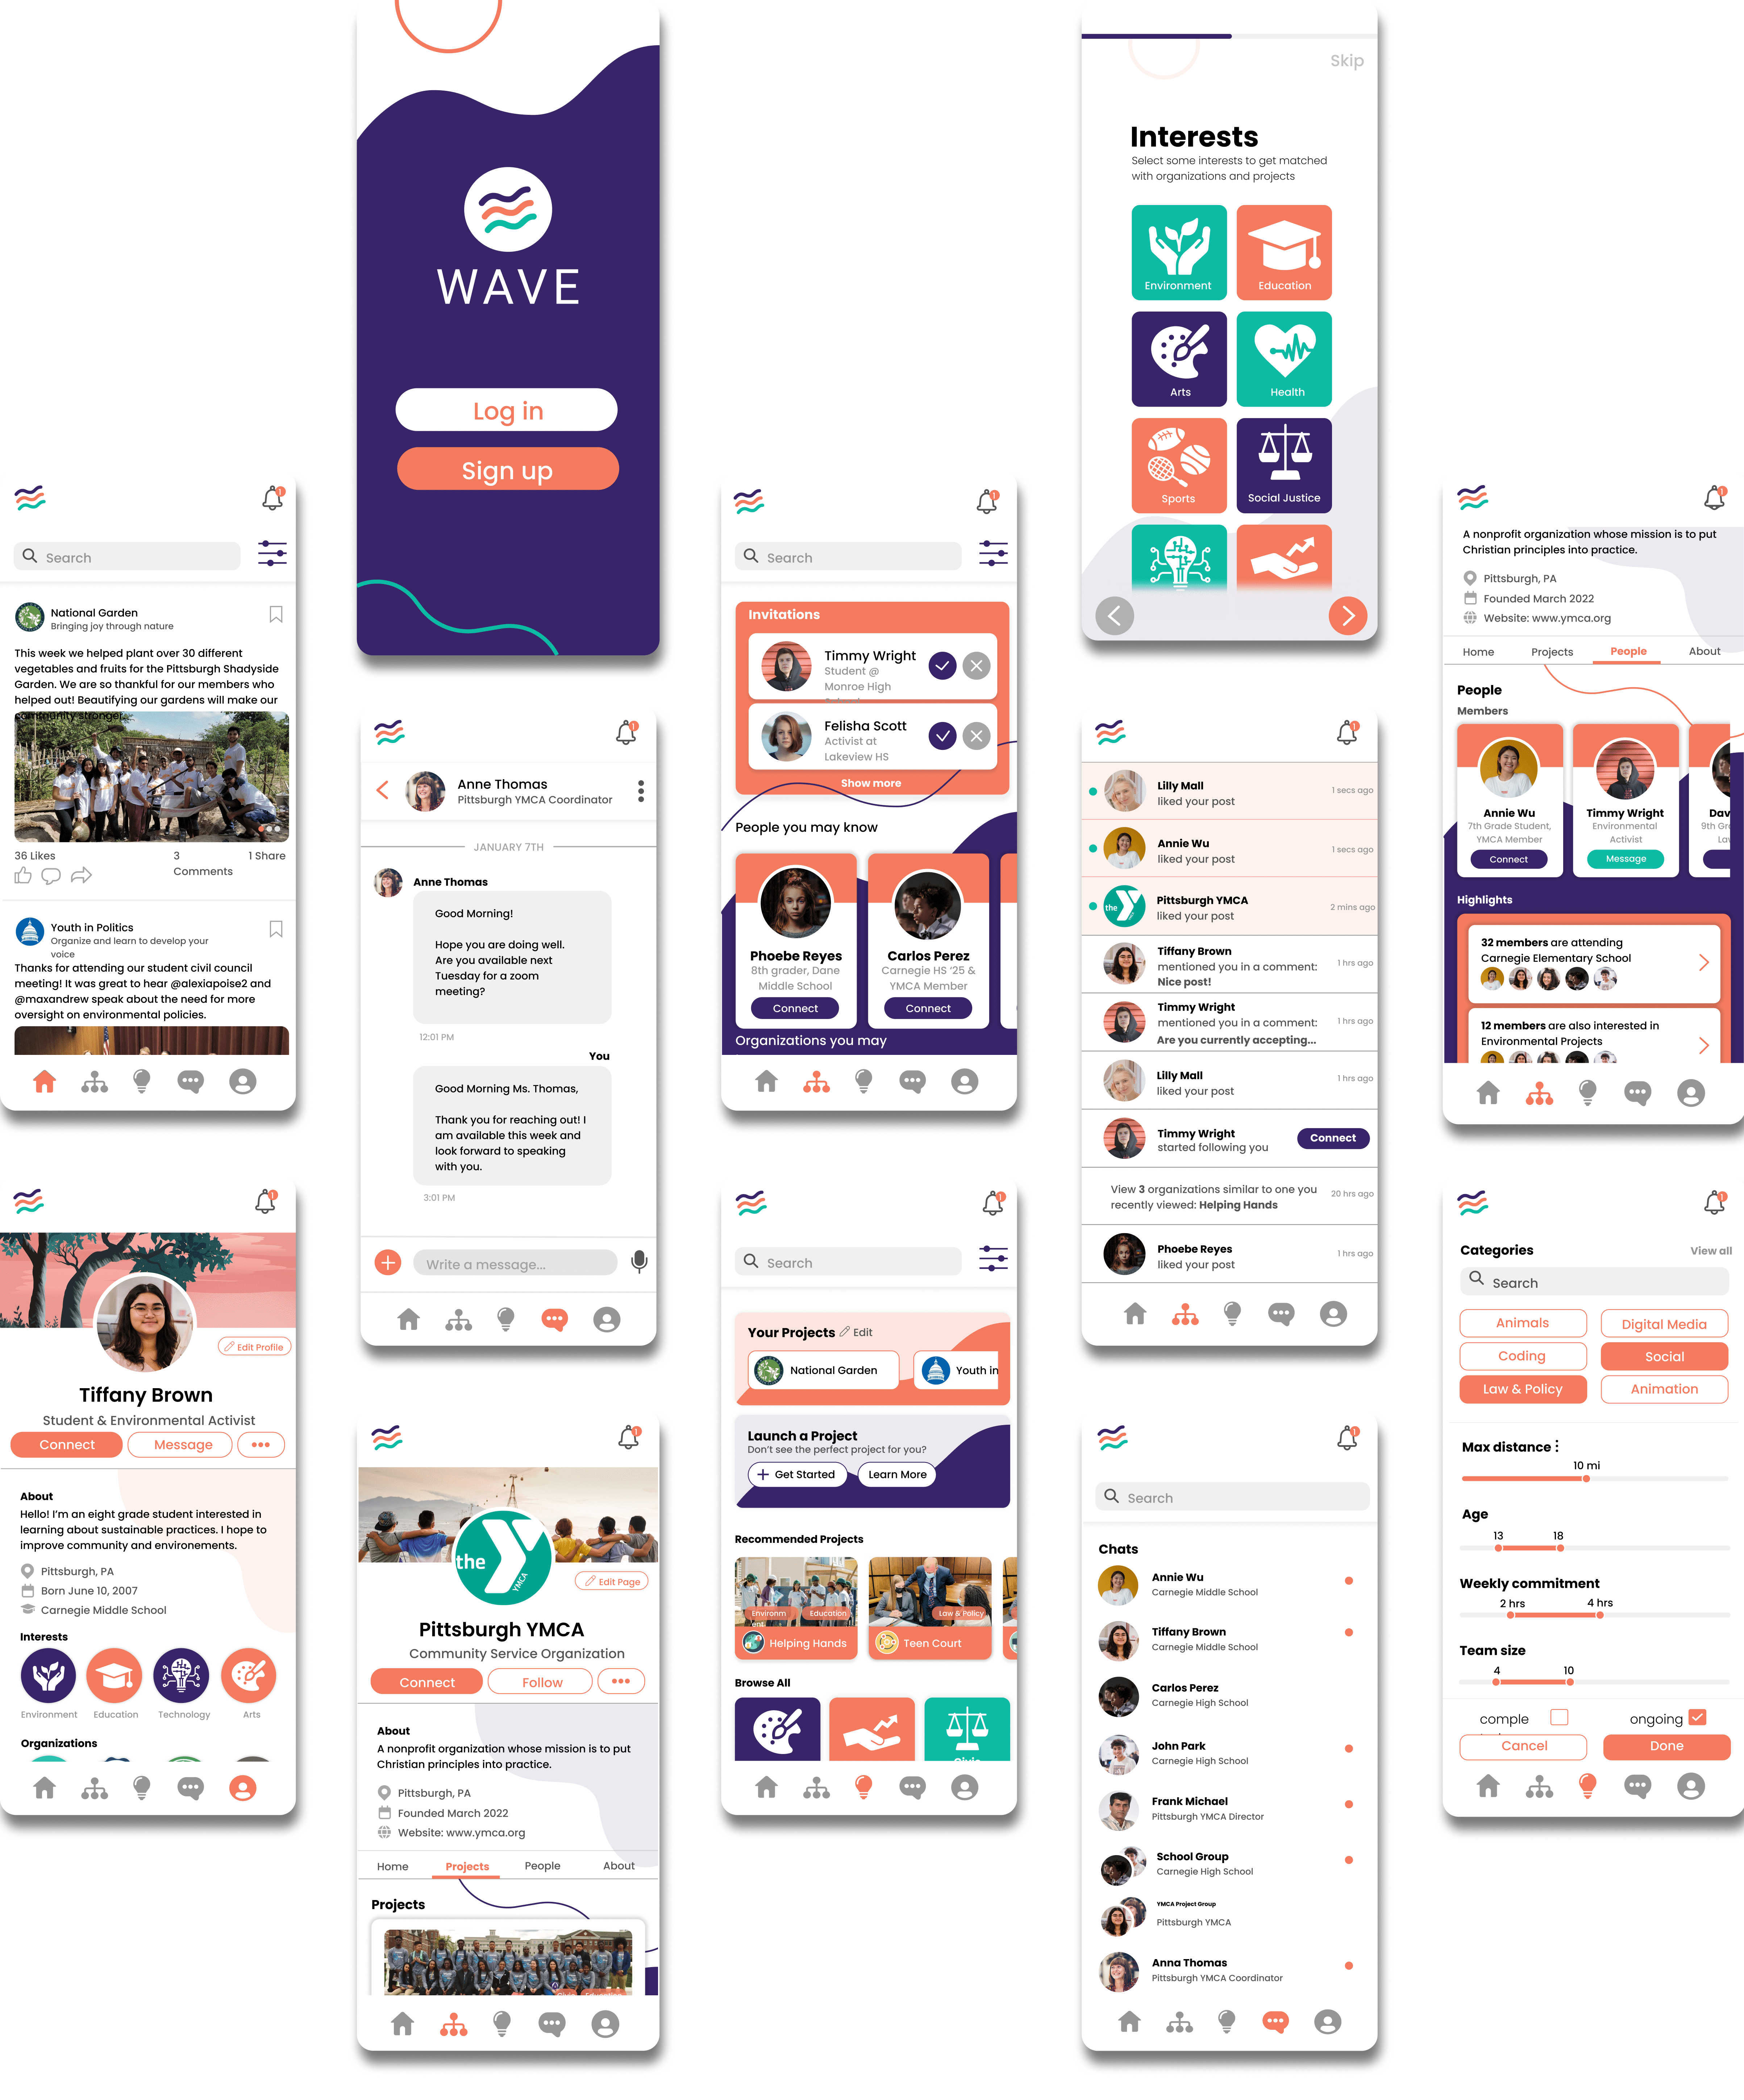 WAVE
Log in
Sign up
Skip
Interests
Select some interests to get matched
with organizations and projects
Environment
Education
Arts
Health
Sports
Social Justice
1
Search
National Garden
Bringing joy through nature
This week we helped plant over 30 different
vegetables and fruits for the Pittsburgh Shadyside
Garden. We are so thankful for our members who
helped out! Beautifying our gardens will make our
community stronger.
36 Likes
3
Comments
1 Share
Youth in Politics
Organize and learn to develop your
voice
Thanks for attending our student civil council
meeting! It was great to hear @alexiapoise2 and
@maxandrew speak about the need for more
oversight on environmental policies.
1
Search
Invitations
Timmy Wright
Student @
Monroe High
Felisha Scott
Activist at
Lakeview HS
Show more
People you may know
Phoebe Reyes
8th grader, Dane
Middle School
Connect
Carlos Perez
Carnegie HS '25 &
YMCA Member
Connect
Organizations you may
1
A nonprofit organization whose mission is to put
Christian principles into practice.
Pittsburgh, PA
Founded March 2022
Website: www.ymca.org
Home
Projects
People
About
People
Members
Annie Wu
7th Grade Student,
YMCA Member
Connect
Timmy Wright
Environmental
Activist
Message
Dav
9th Gr
La
Highlights
32 members are attending
Carnegie Elementary School
12 members are also interested in
Environmental Projects
1
Anne Thomas
Pittsburgh YMCA Coordinator
JANUARY 7TH
Anne Thomas
Good Morning!
Hope you are doing well.
Are you available next
Tuesday for a zoom
meeting?
12:01 PM
You
Good Morning Ms. Thomas,
Thank you for reaching out! I
am available this week and
look forward to speaking
with you.
3:01 PM
Write a message...
1
Lilly Mall
liked your post
1 secs ago
Annie Wu
liked your post
1 secs ago
the
Pittsburgh YMCA
liked your post
2 mins ago
Tiffany Brown
mentioned you in a comment:
Nice post!
1 hrs ago
Timmy Wright
mentioned you in a comment:
Are you currently accepting...
1 hrs ago
Lilly Mall
liked your post
1 hrs ago
Timmy Wright
started following you
Connect
View 3 organizations similar to one you
recently viewed: Helping Hands
20 hrs ago
Phoebe Reyes
liked your post
1 hrs ago
1
Edit Profile
Tiffany Brown
Student & Environmental Activist
Connect
Message
About
Hello! I'm an eight grade student interested in
learning about sustainable practices. I hope to
improve community and environements.
Pittsburgh, PA
Born June 10, 2007
Carnegie Middle School
Interests
Environment
Education
Technology
Arts
Organizations
1
Search
Your Projects
Edit
National Garden
Youth in
Launch a Project
Don't see the perfect project for you?
Get Started
Learn More
Recommended Projects
Environm
ent
Education
Helping Hands
Law & Policy
Teen Court
Browse All
Civic
1
Categories
View all
Search
Animals
Digital Media
Coding
Social
Law & Policy
Animation
Max distance
10 mi
Age
13
18
Weekly commitment
2 hrs
4 hrs
Team size
4
10
comple
ongoing
Cancel
Done
1
the
YMCA
Edit Page
Pittsburgh YMCA
Community Service Organization
Connect
Follow
About
A nonprofit organization whose mission is to put
Christian principles into practice.
Pittsburgh, PA
Founded March 2022
Website: www.ymca.org
Home
Projects
People
About
Projects
1
Search
Chats
Annie Wu
Carnegie Middle School
Tiffany Brown
Carnegie Middle School
Carlos Perez
Carnegie High School
John Park
Carnegie High School
Frank Michael
Pittsburgh YMCA Director
School Group
Carnegie High School
YMCA Project Group
Pittsburgh YMCA
Anna Thomas
Pittsburgh YMCA Coordinator